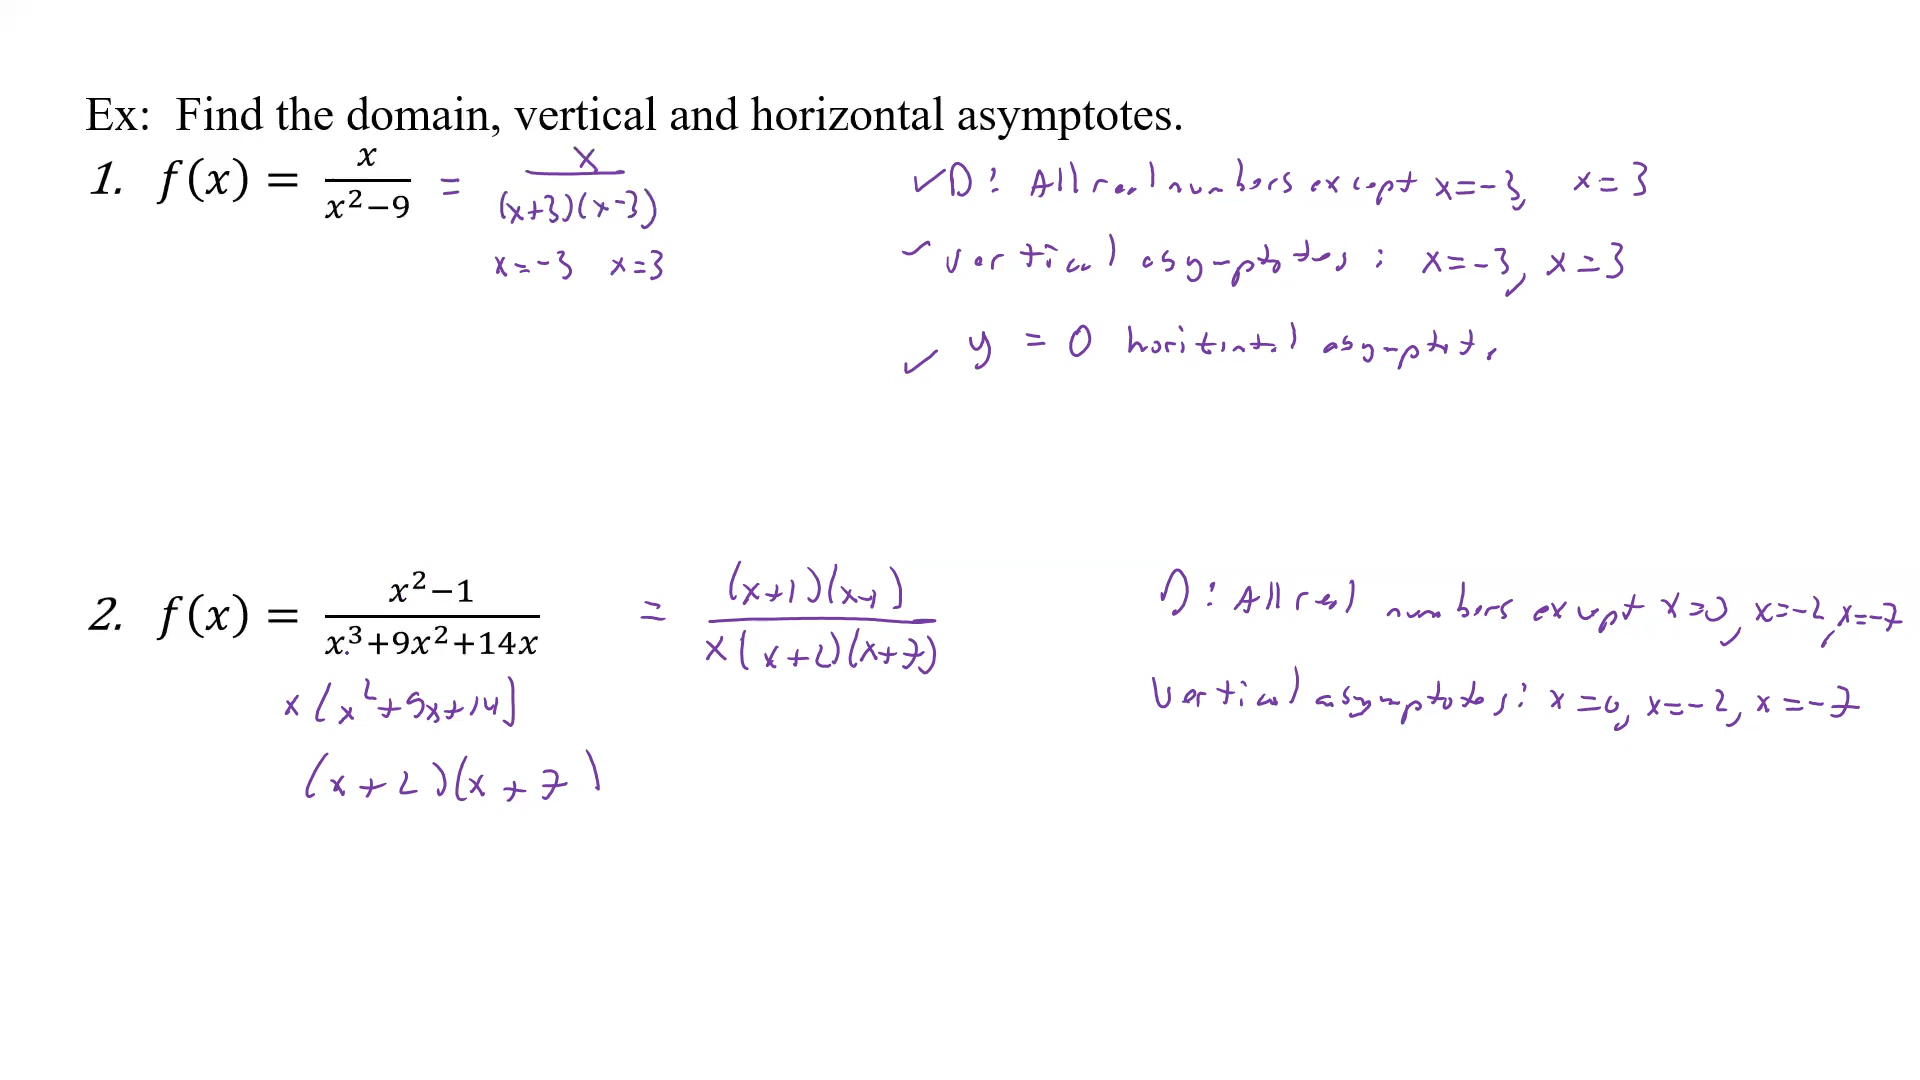 Ex: Find the domain, vertical and horizontal asymptotes.
1. f(x) = x/(x²−9) = x/((x+3)(x-3))
x=-3 x=3
✓D: All real numbers except x=-3, x=3
✓ vertical asymptotes: x=-3, x=3
✓ y = 0 horizontal asymptote
2. f(x) = (x²−1)/(x³+9x²+14x) = ((x+1)(x-1))/(x(x+2)(x+7))
x(x²+9x+14)
(x+2)(x+7)
D: All real numbers except x=0, x=-2, x=-7
Vertical asymptotes: x=0, x=-2, x=-7